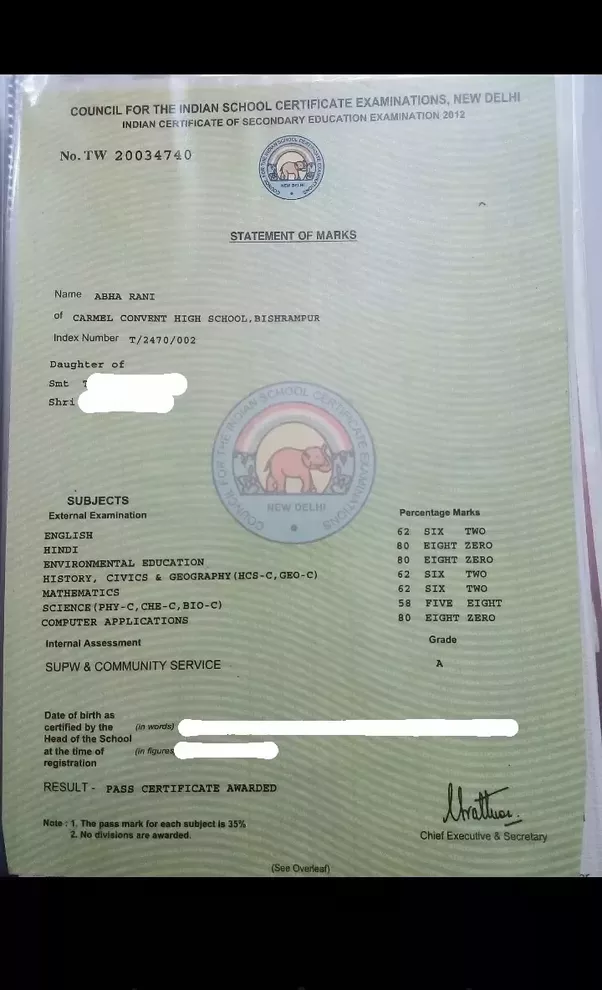 COUNCIL FOR THE INDIAN SCHOOL CERTIFICATE EXAMINATIONS, NEW DELHI
INDIAN CERTIFICATE OF SECONDARY EDUCATION EXAMINATION 2012
No. TW 20034740
COUNCIL FOR THE INDIAN SCHOOL CERTIFICATE EXAMINATIONS
NEW DELHI
STATEMENT OF MARKS
Name ABHA RANI
of CARMEL CONVENT HIGH SCHOOL,BISHRAMPUR
Index Number T/2470/002
Daughter of
Smt
Shri
COUNCIL FOR THE INDIAN SCHOOL CERTIFICATE EXAMINATIONS
NEW DELHI
SUBJECTS
External Examination Percentage Marks
ENGLISH 62 SIX TWO
HINDI 80 EIGHT ZERO
ENVIRONMENTAL EDUCATION 80 EIGHT ZERO
HISTORY, CIVICS & GEOGRAPHY(HCS-C,GEO-C) 62 SIX TWO
MATHEMATICS 62 SIX TWO
SCIENCE(PHY-C,CHE-C,BIO-C) 58 FIVE EIGHT
COMPUTER APPLICATIONS 80 EIGHT ZERO
Internal Assessment Grade
SUPW & COMMUNITY SERVICE A
Date of birth as
certified by the (in words)
Head of the School
at the time of (in figures
registration
RESULT - PASS CERTIFICATE AWARDED
Note : 1. The pass mark for each subject is 35%
2. No divisions are awarded.
Chief Executive & Secretary
(See Overleaf)